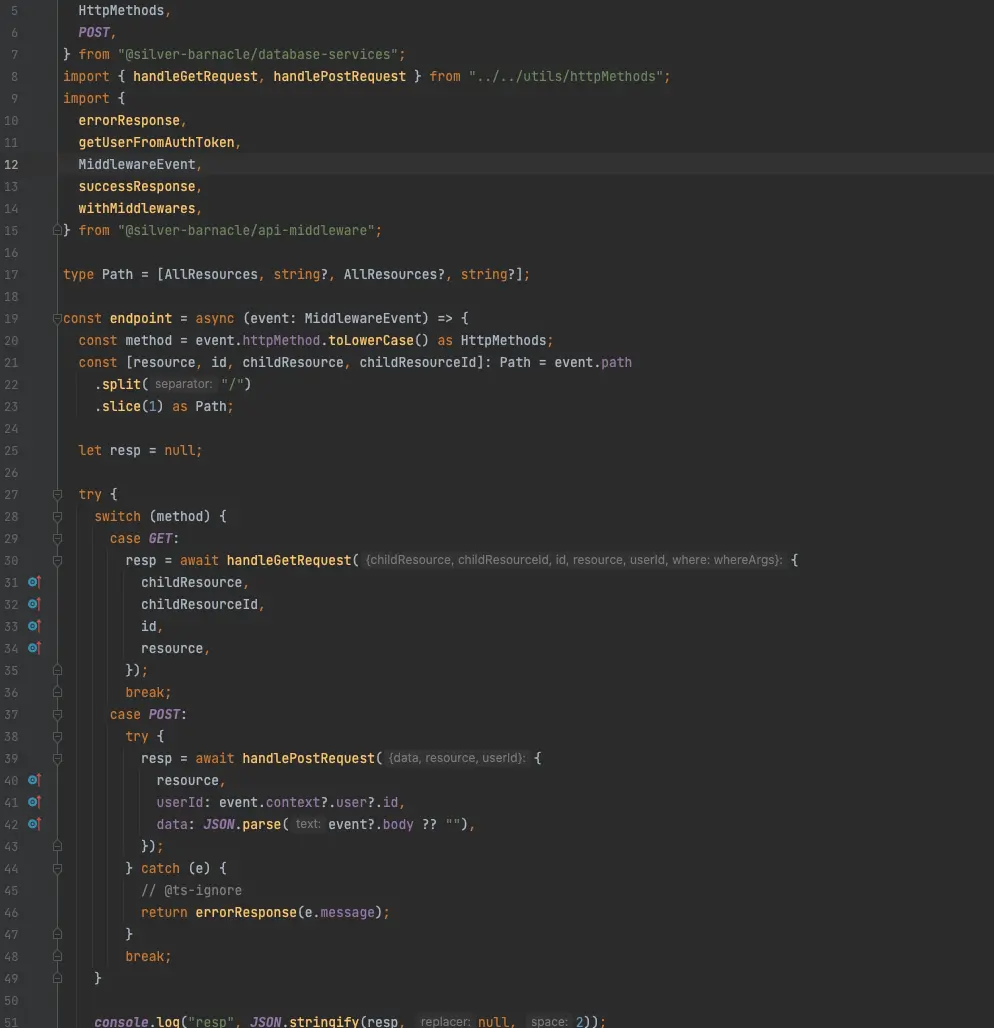 5 HttpMethods,
6 POST,
7 } from "@silver-barnacle/database-services";
8 import { handleGetRequest, handlePostRequest } from "../../utils/httpMethods";
9 import {
10 errorResponse,
11 getUserFromAuthToken,
12 MiddlewareEvent,
13 successResponse,
14 withMiddlewares,
15 } from "@silver-barnacle/api-middleware";
16
17 type Path = [AllResources, string?, AllResources?, string?];
18
19 const endpoint = async (event: MiddlewareEvent) => {
20 const method = event.httpMethod.toLowerCase() as HttpMethods;
21 const [resource, id, childResource, childResourceId]: Path = event.path
22 .split( separator: "/")
23 .slice(1) as Path;
24
25 let resp = null;
26
27 try {
28 switch (method) {
29 case GET:
30 resp = await handleGetRequest( {childResource, childResourceId, id, resource, userId, where: whereArgs}: {
31 childResource,
32 childResourceId,
33 id,
34 resource,
35 });
36 break;
37 case POST:
38 try {
39 resp = await handlePostRequest( {data, resource, userId}: {
40 resource,
41 userId: event.context?.user?.id,
42 data: JSON.parse( text: event?.body ?? ""),
43 });
44 } catch (e) {
45 // @ts-ignore
46 return errorResponse(e.message);
47 }
48 break;
49 }
50
51 console.log("resp", JSON.stringify(resp, replacer: null, space: 2));